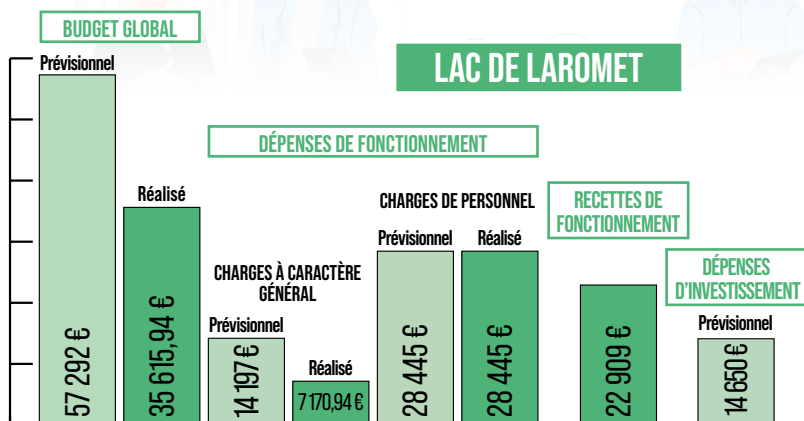 BUDGET GLOBAL
LAC DE LAROMET
Prévisionnel
57 292 €
Réalisé
35 615,94 €
DÉPENSES DE FONCTIONNEMENT
CHARGES À CARACTÈRE
GÉNÉRAL
Prévisionnel
14 197 €
Réalisé
7 170,94 €
CHARGES DE PERSONNEL
Prévisionnel
28 445 €
Réalisé
28 445 €
RECETTES DE
FONCTIONNEMENT
22 909 €
DÉPENSES
D'INVESTISSEMENT
Prévisionnel
14 650 €